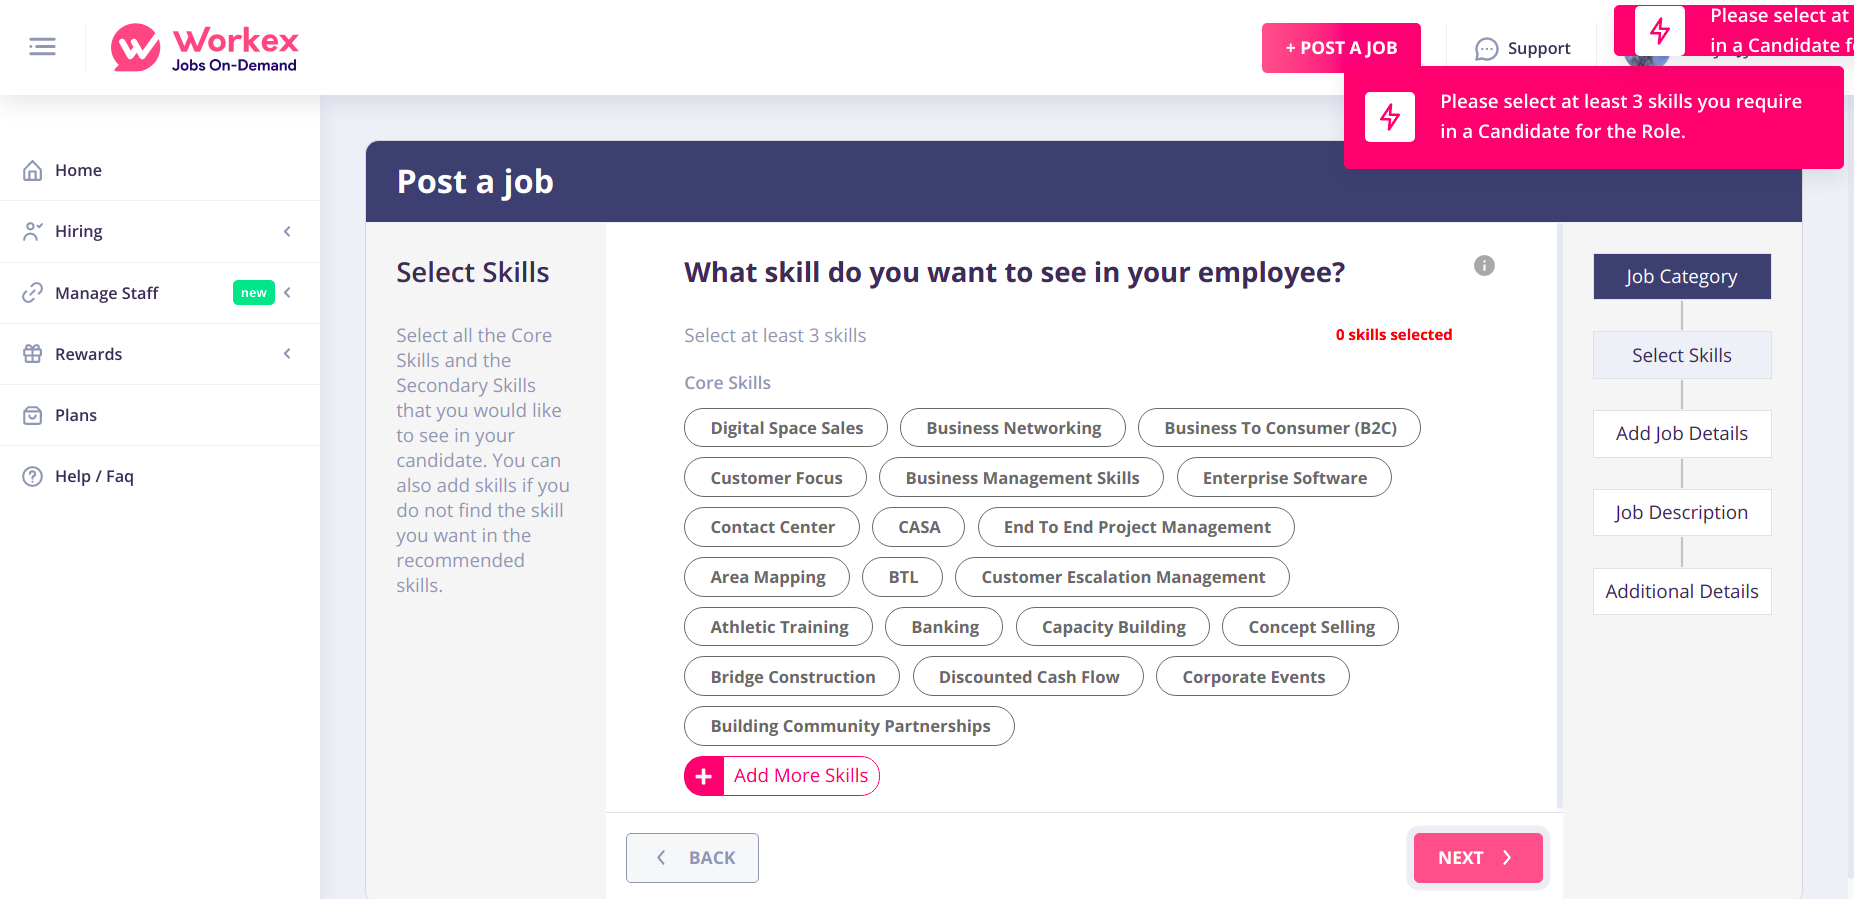 Workex
Jobs On-Demand
+ POST A JOB
Support
Please select at
in a Candidate
Please select at least 3 skills you require
in a Candidate for the Role.
Home
Hiring
Manage Staff
new
Rewards
Plans
Help / Faq
Post a job
Select Skills
Select all the Core
Skills and the
Secondary Skills
that you would like
to see in your
candidate. You can
also add skills if you
do not find the skill
you want in the
recommended
skills.
What skill do you want to see in your employee?
Select at least 3 skills
0 skills selected
Core Skills
Digital Space Sales
Business Networking
Business To Consumer (B2C)
Customer Focus
Business Management Skills
Enterprise Software
Contact Center
CASA
End To End Project Management
Area Mapping
BTL
Customer Escalation Management
Athletic Training
Banking
Capacity Building
Concept Selling
Bridge Construction
Discounted Cash Flow
Corporate Events
Building Community Partnerships
Add More Skills
BACK
NEXT
Job Category
Select Skills
Add Job Details
Job Description
Additional Details